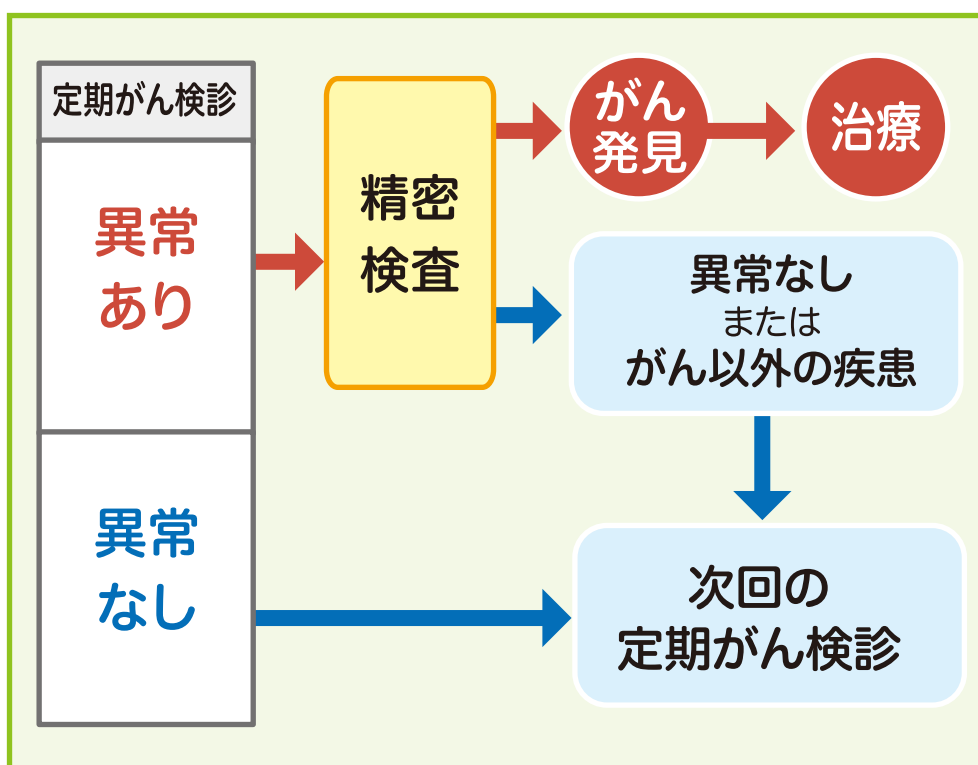 定期がん検診
異常
あり
精密
検査
がん
発見
治療
異常なし
または
がん以外の疾患
異常
なし
次回の
定期がん検診